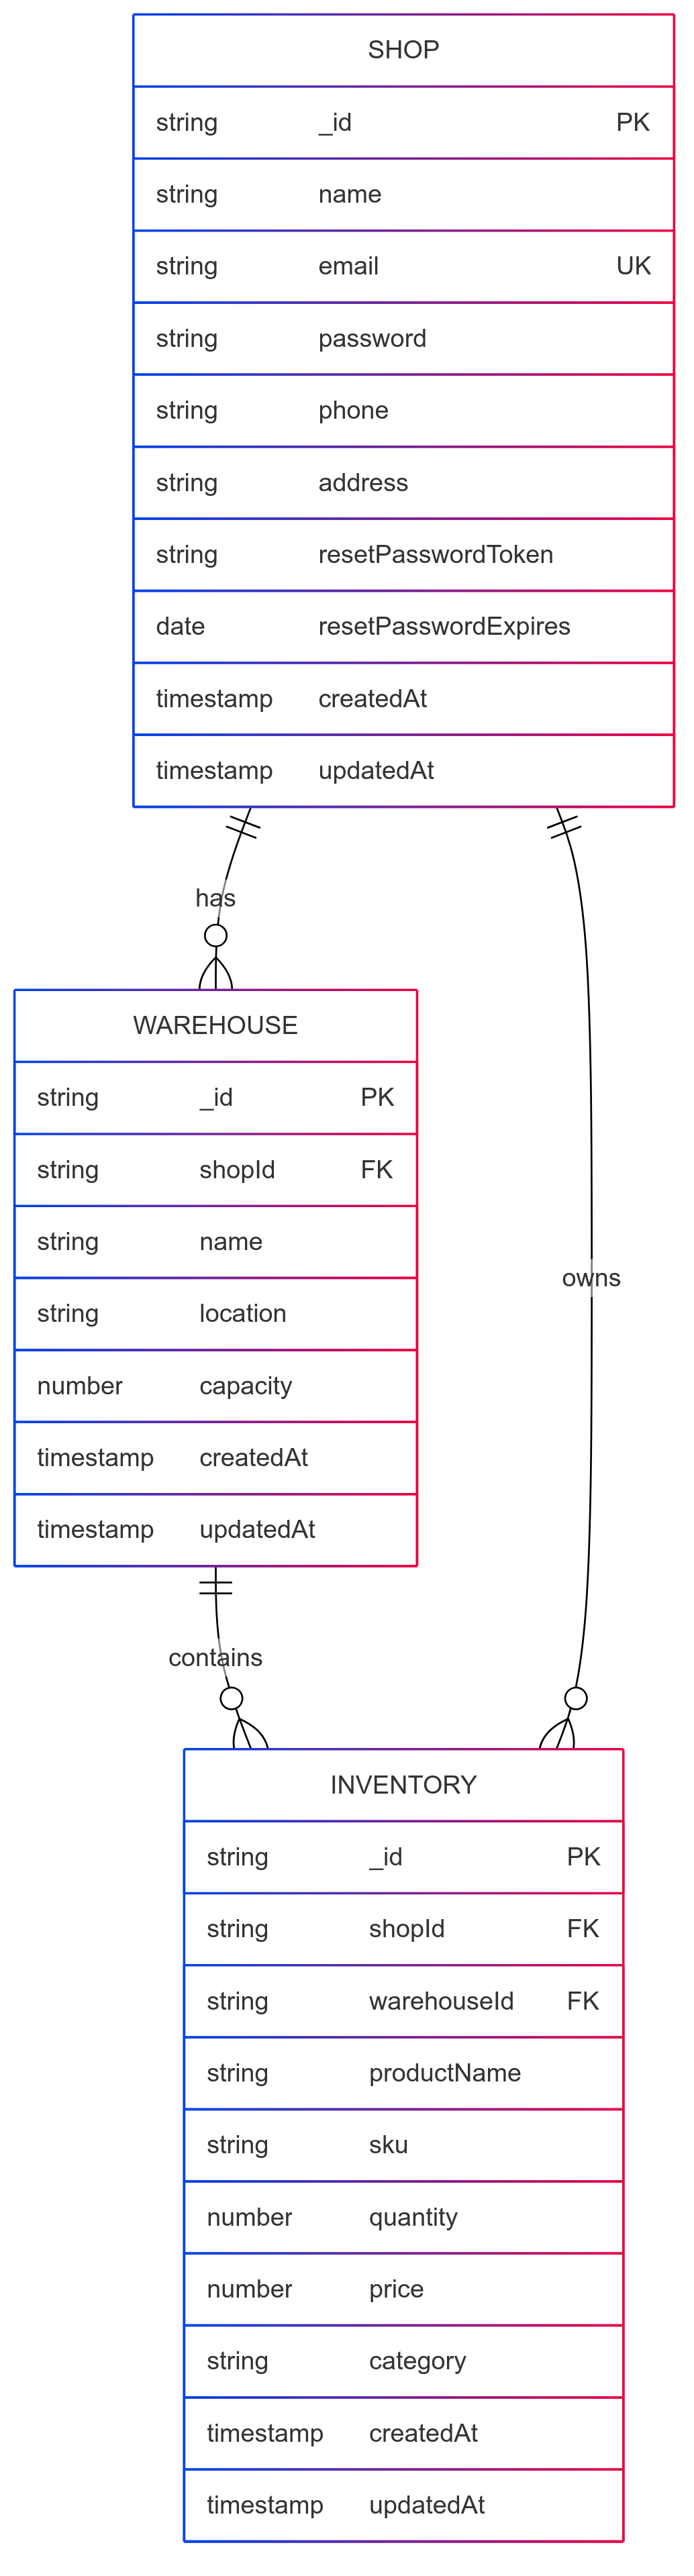 SHOP
string _id PK
string name
string email UK
string password
string phone
string address
string resetPasswordToken
date resetPasswordExpires
timestamp createdAt
timestamp updatedAt
has
WAREHOUSE
string _id PK
string shopId FK
string name
string location
number capacity
timestamp createdAt
timestamp updatedAt
owns
contains
INVENTORY
string _id PK
string shopId FK
string warehouseId FK
string productName
string sku
number quantity
number price
string category
timestamp createdAt
timestamp updatedAt